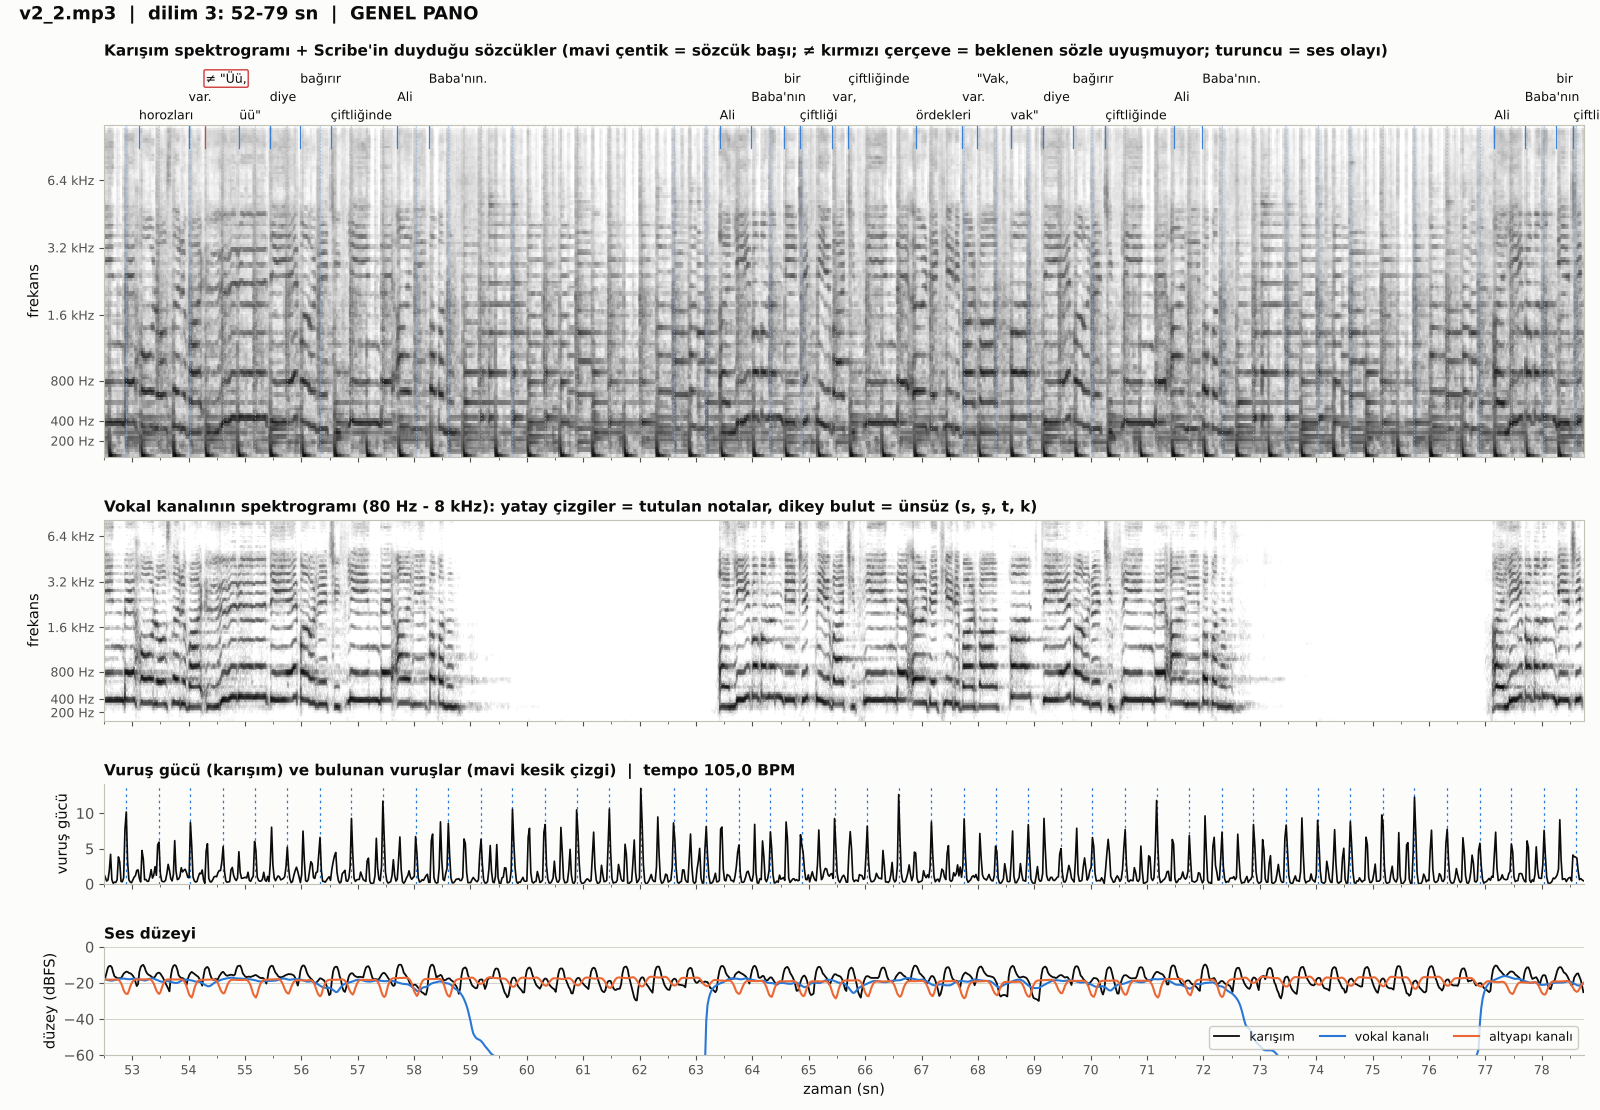 v2_2.mp3 | dilim 3: 52-79 sn | GENEL PANO
Karışım spektrogramı + Scribe'in duyduğu sözcükler (mavi çentik = sözcük başı; ≠ kırmızı çerçeve = beklenen sözle uyuşmuyor; turuncu = ses olayı)
≠ "Üü, bağırır Baba'nın. bir çiftliğinde "Vak, bağırır Baba'nın. bir
var. diye Ali Baba'nın var, var. diye Ali Baba'nın
horozları üü" çiftliğinde Ali çiftliği ördekleri vak" çiftliğinde Ali çiftli
frekans
6.4 kHz
3.2 kHz
1.6 kHz
800 Hz
400 Hz
200 Hz
Vokal kanalının spektrogramı (80 Hz - 8 kHz): yatay çizgiler = tutulan notalar, dikey bulut = ünsüz (s, ş, t, k)
frekans
6.4 kHz
3.2 kHz
1.6 kHz
800 Hz
400 Hz
200 Hz
Vuruş gücü (karışım) ve bulunan vuruşlar (mavi kesik çizgi) | tempo 105,0 BPM
vuruş gücü
10
5
0
Ses düzeyi
düzey (dBFS)
0
−20
−40
−60
karışım vokal kanalı altyapı kanalı
53 54 55 56 57 58 59 60 61 62 63 64 65 66 67 68 69 70 71 72 73 74 75 76 77 78
zaman (sn)